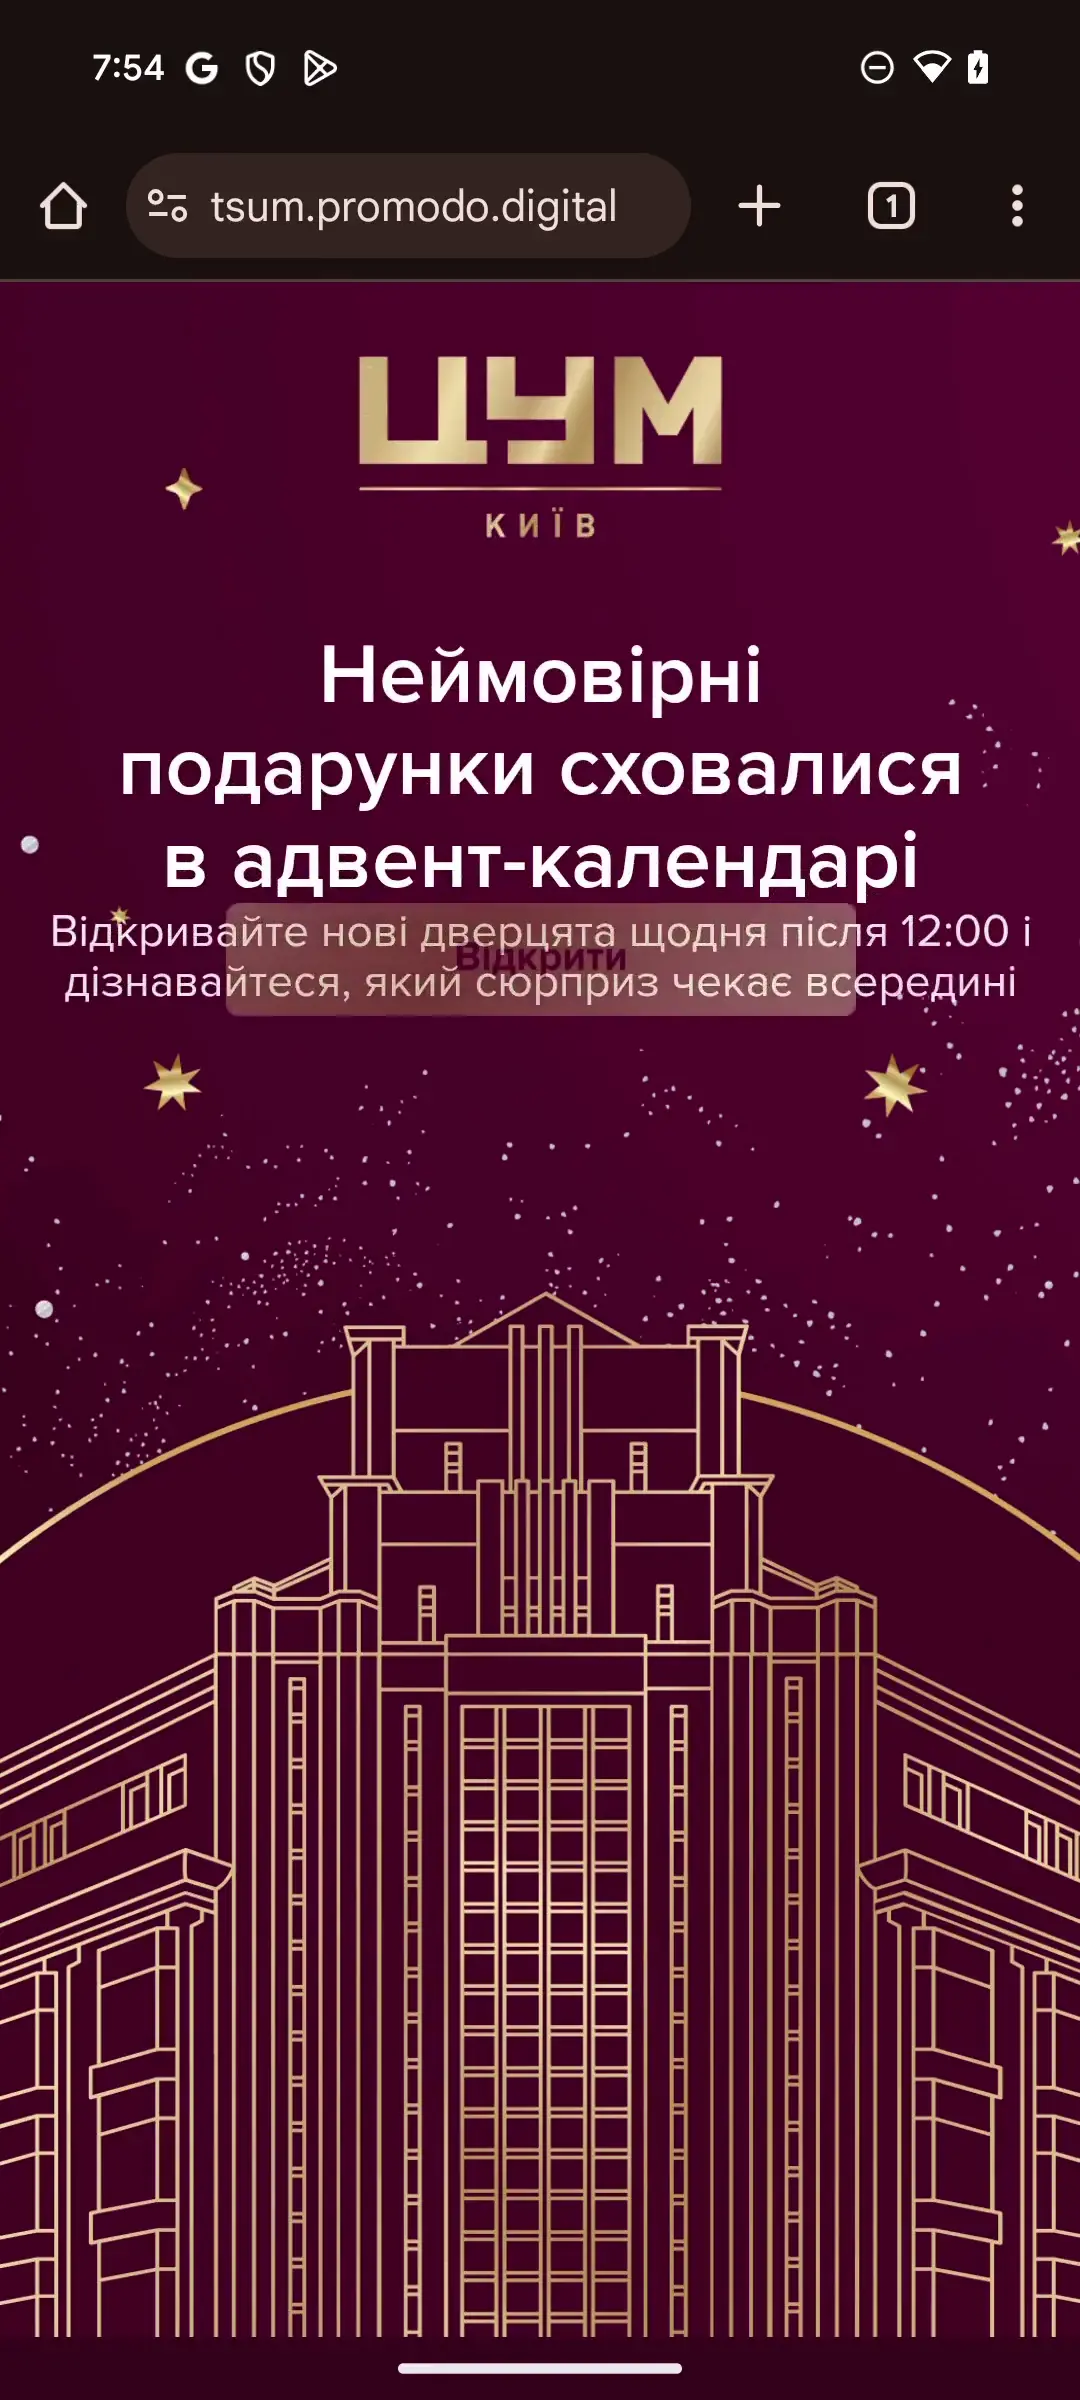 7:54
tsum.promodo.digital
1
ЦУМ
КИЇВ
Неймовірні
подарунки сховалися
в адвент-календарі
Відкривайте нові дверцята щодня після 12:00 і
Відкрити
дізнавайтеся, який сюрприз чекає всередині